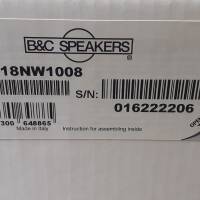 B&C SPEAKERS
®
18NW1008
S/N:
016222206
300 648865
Made in Italy
Instruction for assembling inside